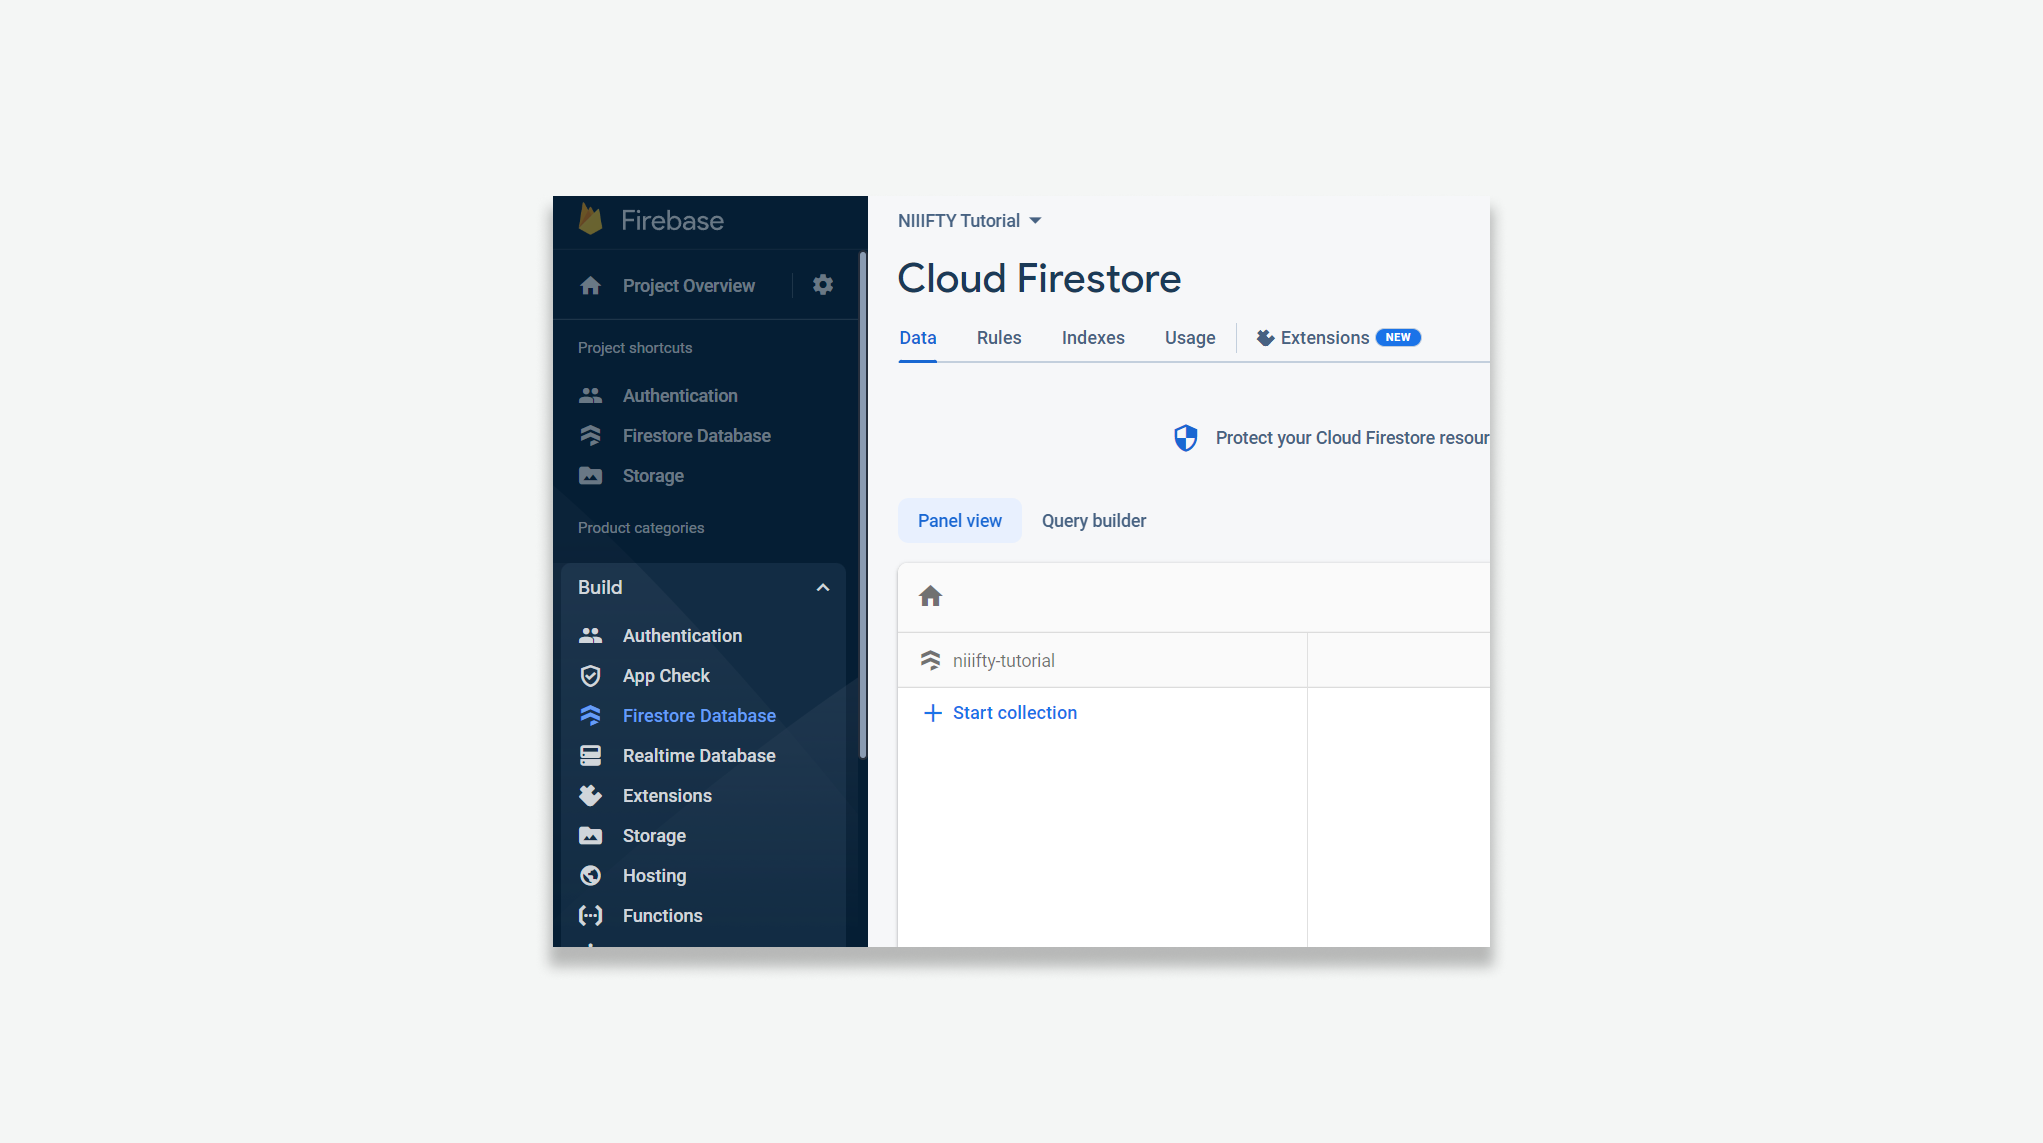 Firebase
Project Overview
Project shortcuts
Authentication
Firestore Database
Storage
Product categories
Build
Authentication
App Check
Firestore Database
Realtime Database
Extensions
Storage
Hosting
Functions
NIIIFTY Tutorial
Cloud Firestore
Data Rules Indexes Usage Extensions NEW
Protect your Cloud Firestore resour
Panel view Query builder
niiifty-tutorial
Start collection